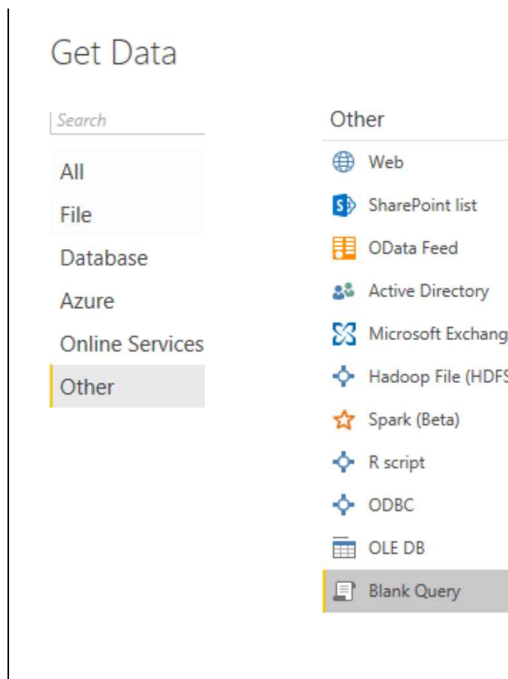 Get Data
Search
All
File
Database
Azure
Online Services
Other
Other
Web
SharePoint list
OData Feed
Active Directory
Microsoft Exchang
Hadoop File (HDFS
Spark (Beta)
R script
ODBC
OLE DB
Blank Query